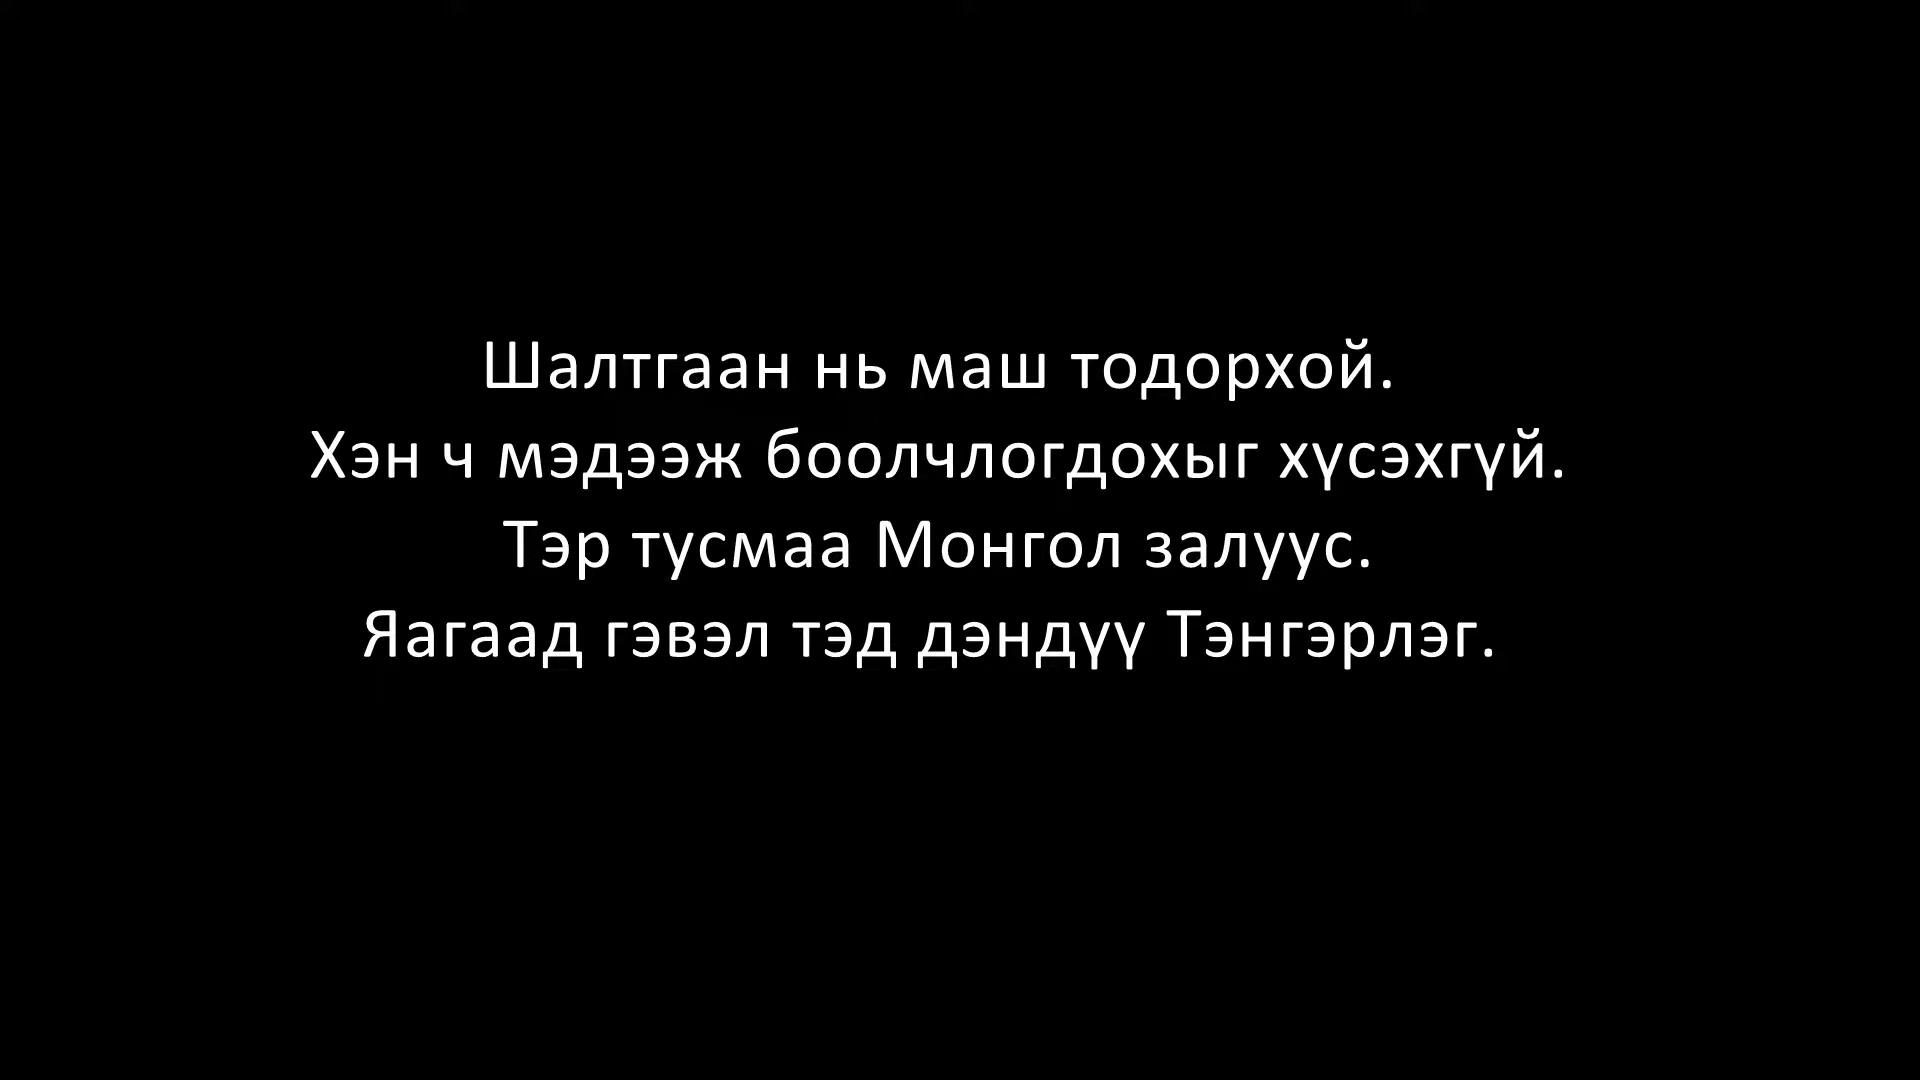 Шалтгаан нь маш тодорхой.
Хэн ч мэдээж боолчлогдохыг хүсэхгүй.
Тэр тусмаа Монгол залуус.
Яагаад гэвэл тэд дэндүү Тэнгэрлэг.